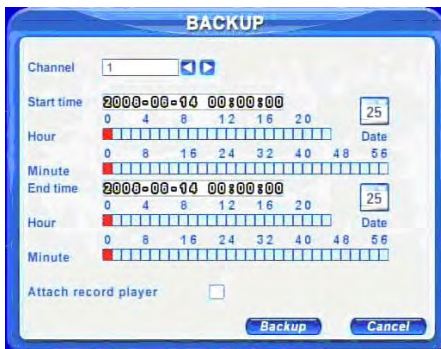 BACKUP
Channel 1
Start time 2008-06-14 00:00:00
25
0 4 8 12 16 20
Hour Date
0 8 16 24 32 40 48 56
Minute
End time 2008-06-14 00:00:00
25
0 4 8 12 16 20
Hour Date
0 8 16 24 32 40 48 56
Minute
Attach record player
Backup Cancel